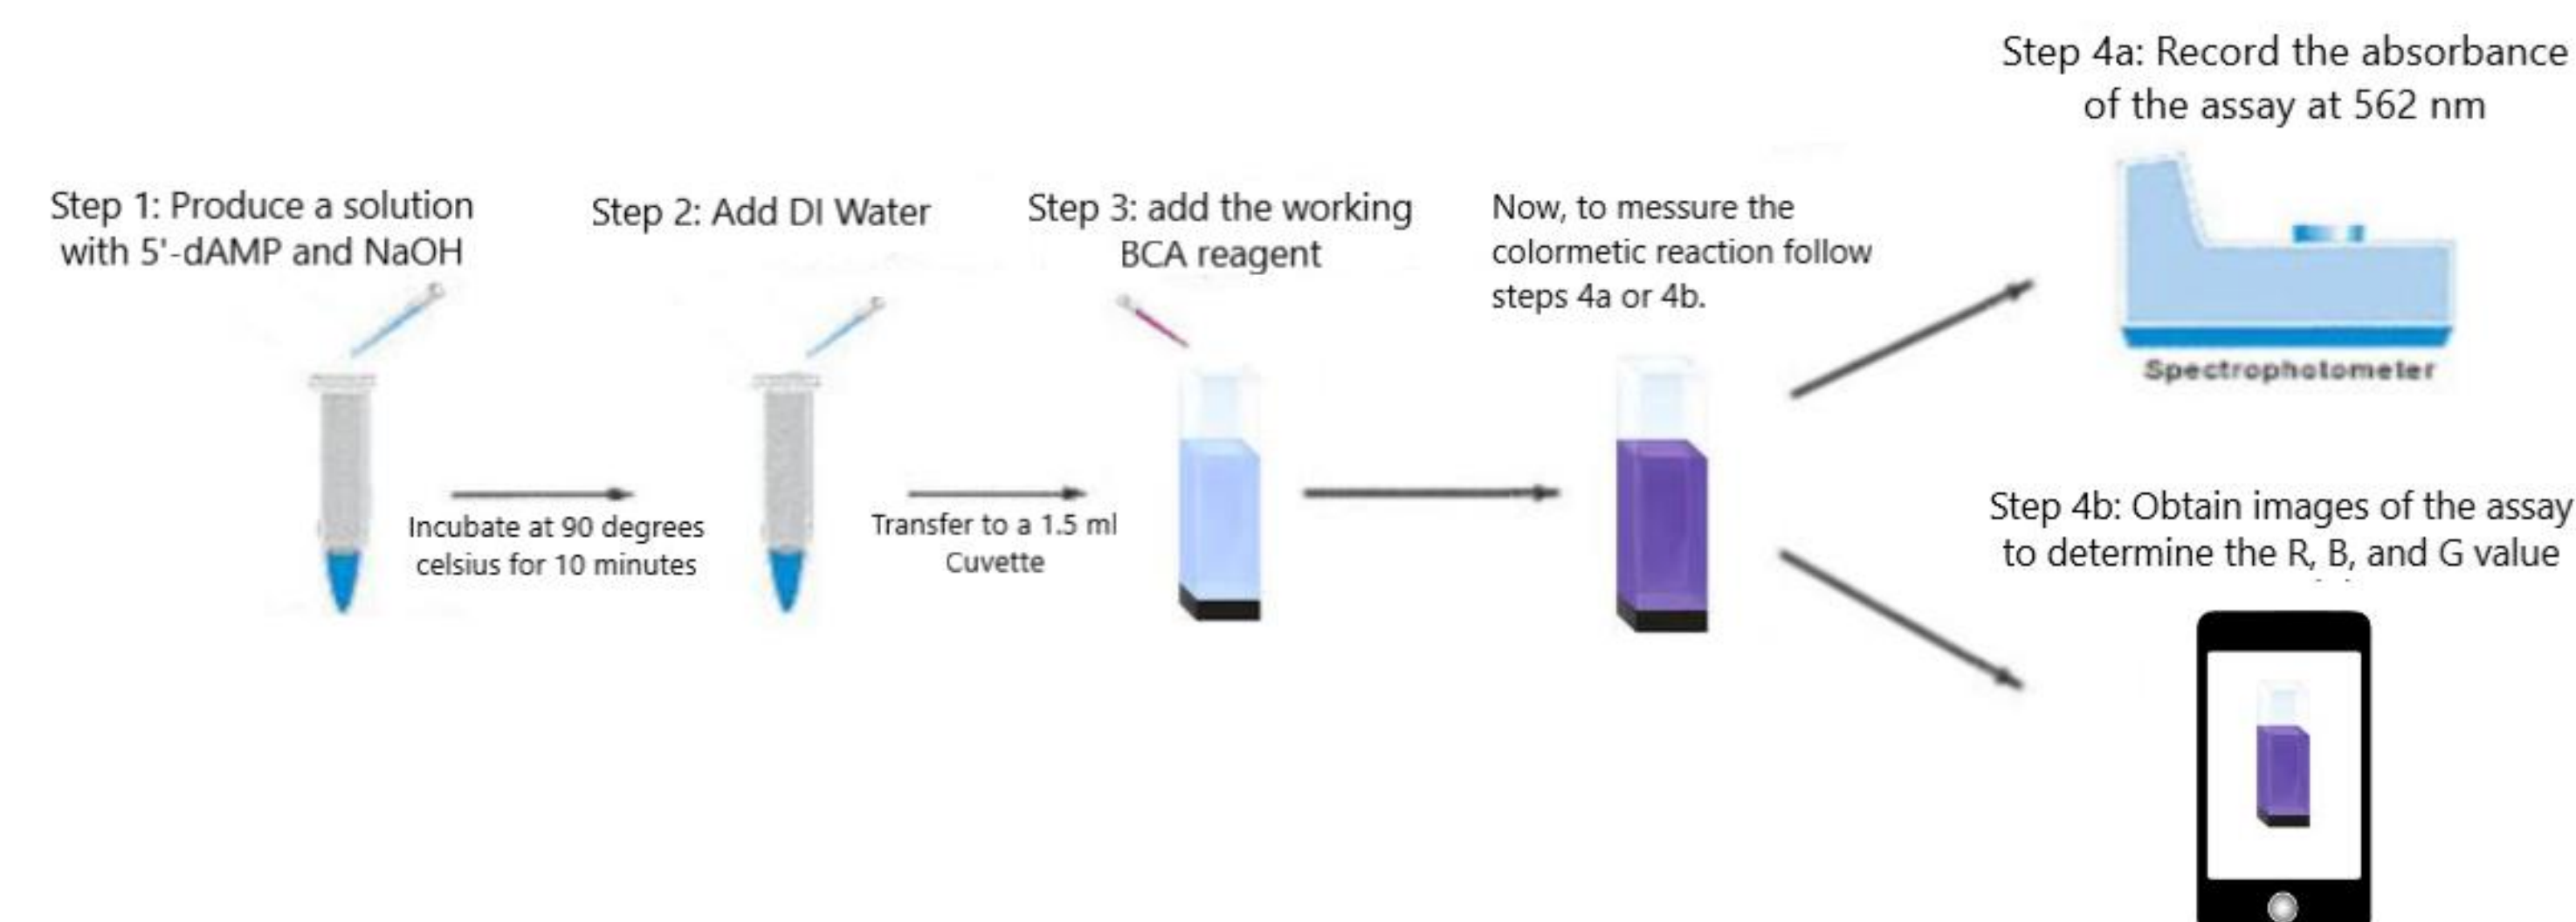 Step 1: Produce a solution
with 5'-dAMP and NaOH
Incubate at 90 degrees
celsius for 10 minutes
Step 2: Add DI Water
Transfer to a 1.5 ml
Cuvette
Step 3: add the working
BCA reagent
Now, to messure the
colormetic reaction follow
steps 4a or 4b.
Step 4a: Record the absorbance
of the assay at 562 nm
Spectrophotometer
Step 4b: Obtain images of the assay
to determine the R, B, and G value